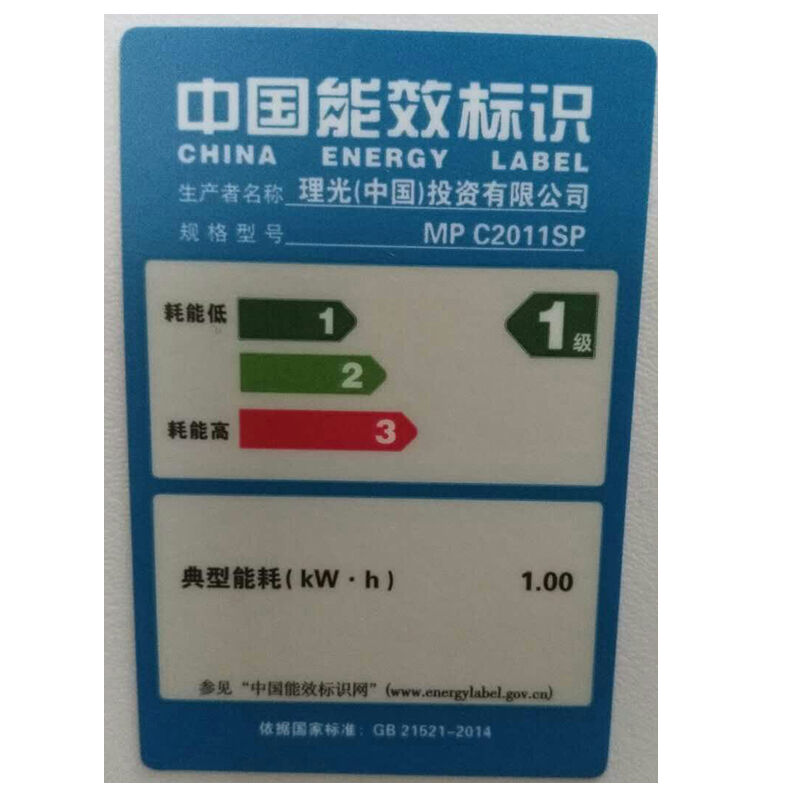 中国能效标识
CHINA ENERGY LABEL
生产者名称 理光(中国)投资有限公司
规格型号 MP C2011SP
耗能低 1 1级
2
耗能高 3
典型能耗(kW·h) 1.00
参见“中国能效标识网”(www.energylabel.gov.cn)
依据国家标准: GB 21521-2014